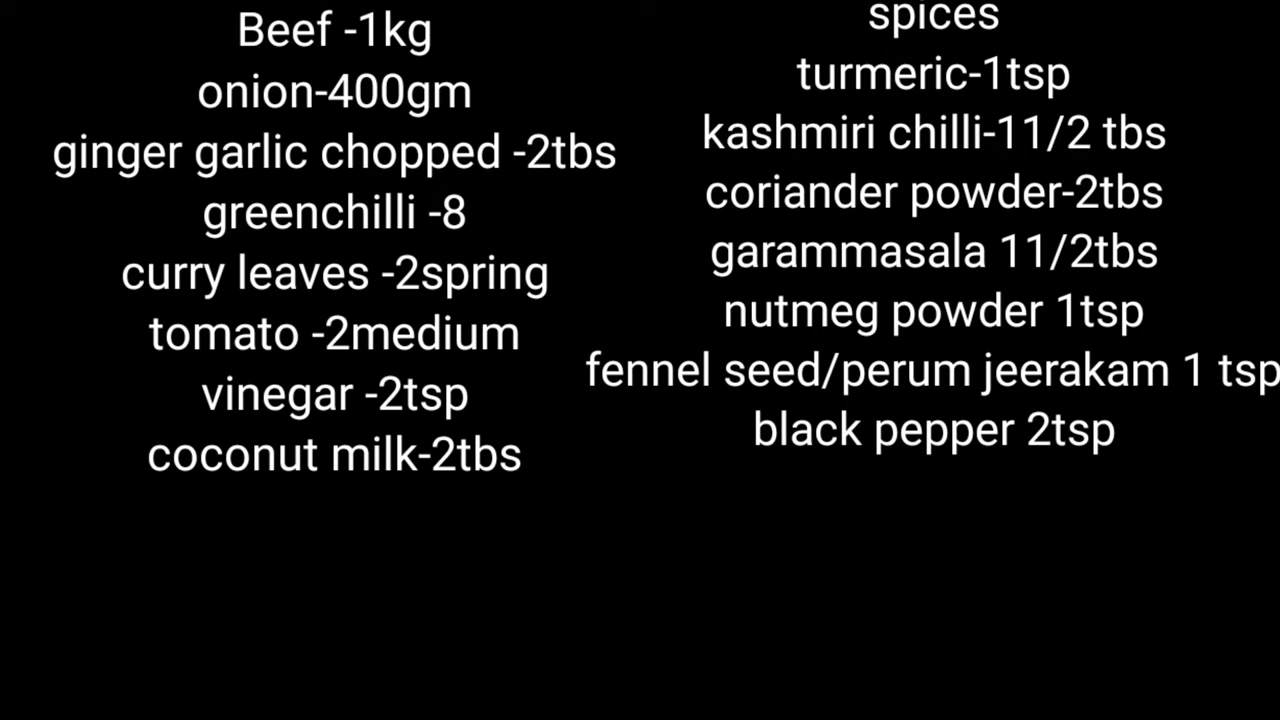 Beef -1kg
onion-400gm
ginger garlic chopped -2tbs
greenchilli -8
curry leaves -2spring
tomato -2medium
vinegar -2tsp
coconut milk-2tbs
spices
turmeric-1tsp
kashmiri chilli-11/2 tbs
coriander powder-2tbs
garammasala 11/2tbs
nutmeg powder 1tsp
fennel seed/perum jeerakam 1 tsp
black pepper 2tsp